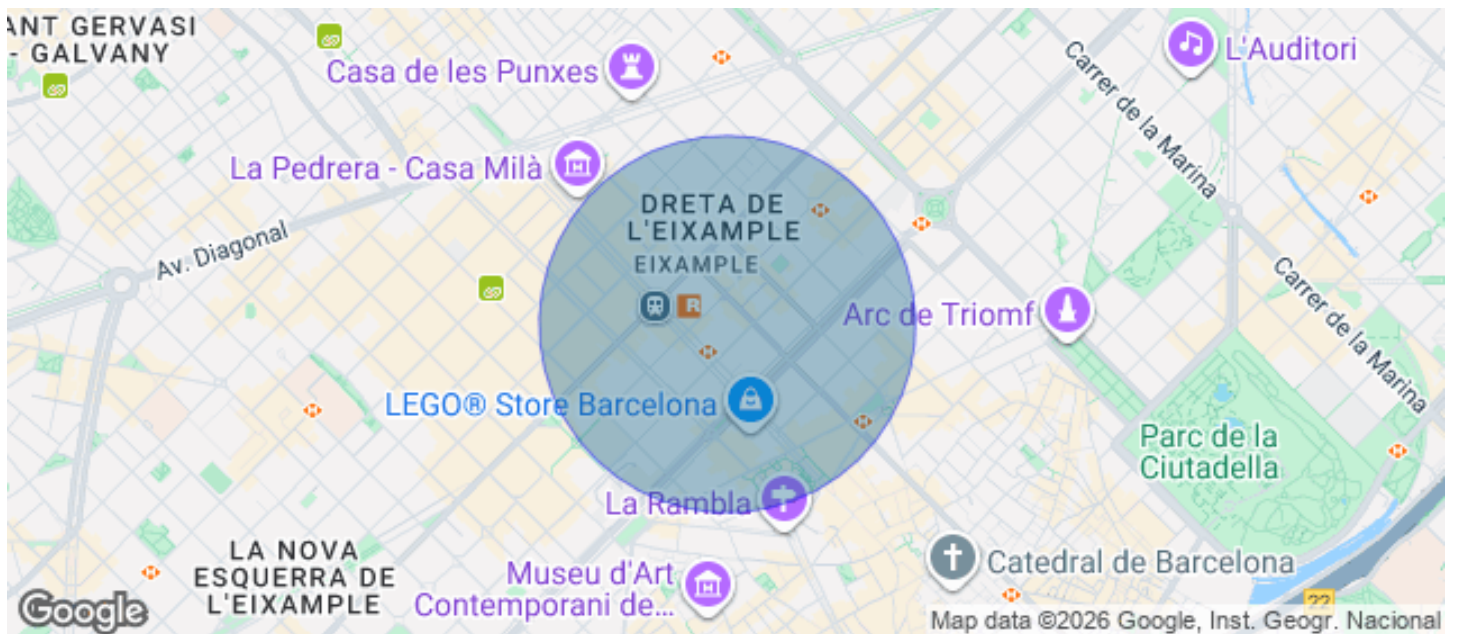 ANT GERVASI
- GALVANY
Casa de les Punxes
L'Auditori
Carrer de la Marina
La Pedrera - Casa Milà
DRETA DE
L'EIXAMPLE
EIXAMPLE
Av. Diagonal
R
Arc de Triomf
Carrer de la Marina
LEGO® Store Barcelona
Parc de la
Ciutadella
La Rambla
LA NOVA
ESQUERRA DE
L'EIXAMPLE
Museu d'Art
Contemporani de...
Catedral de Barcelona
22
Google
Map data ©2026 Google, Inst. Geogr. Nacional